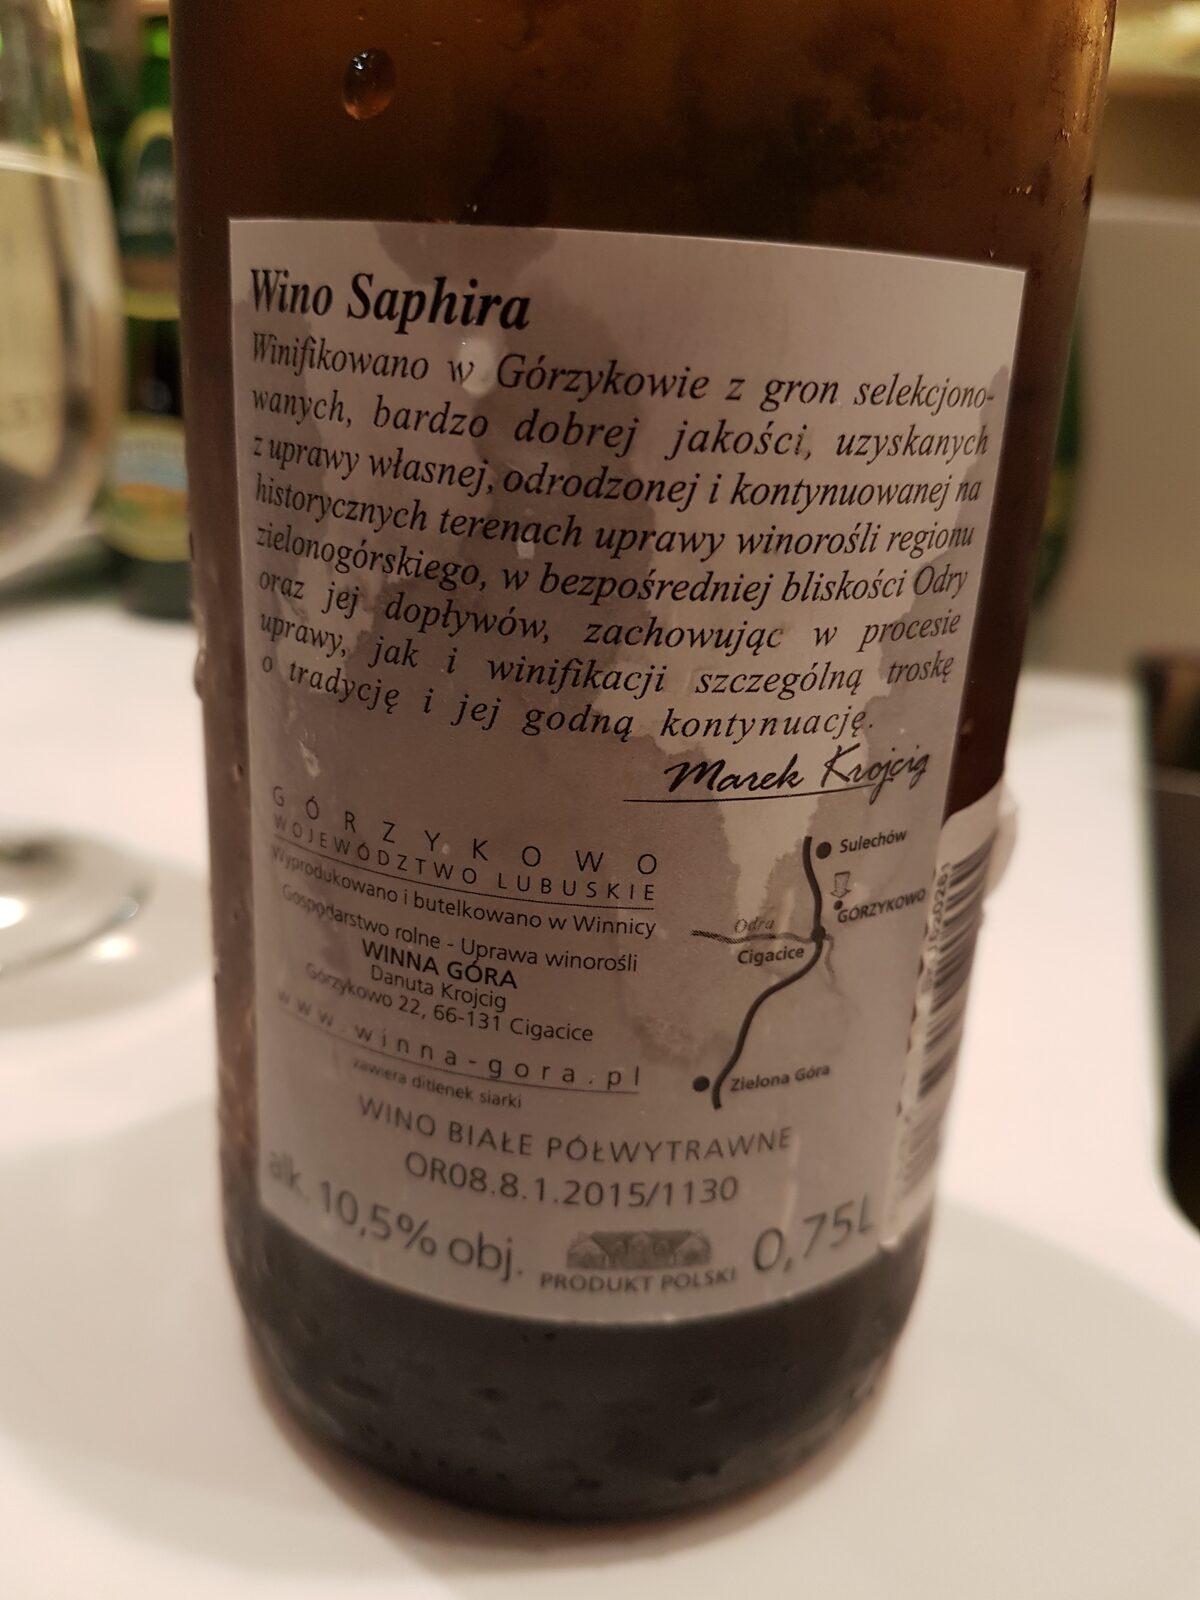 Wino Saphira
Winifikowano w Górzykowie z gron selekcjono-
wanych, bardzo dobrej jakości, uzyskanych
z uprawy własnej, odrodzonej i kontynuowanej na
historycznych terenach uprawy winorośli regionu
zielonogórskiego, w bezpośredniej bliskości Odry
oraz jej dopływów, zachowując w procesie
uprawy, jak i winifikacji szczególną troskę
o tradycję i jej godną kontynuację.
Marek Krojcig
GÓRZYKOWO
WOJEWÓDZTWO LUBUSKIE
Wyprodukowano i butelkowano w Winnicy
Gospodarstwo rolne - Uprawa winorośli
WINNA GÓRA
Danuta Krojcig
Górzykowo 22, 66-131 Cigacice
www.winna-gora.pl
zawiera ditlenek siarki
Sulechów
GÓRZYKOWO
Odra
Cigacice
Zielona Góra
WINO BIAŁE PÓŁWYTRAWNE
OR08.8.1.2015/1130
alk. 10,5% obj.
PRODUKT POLSKI
0,75L